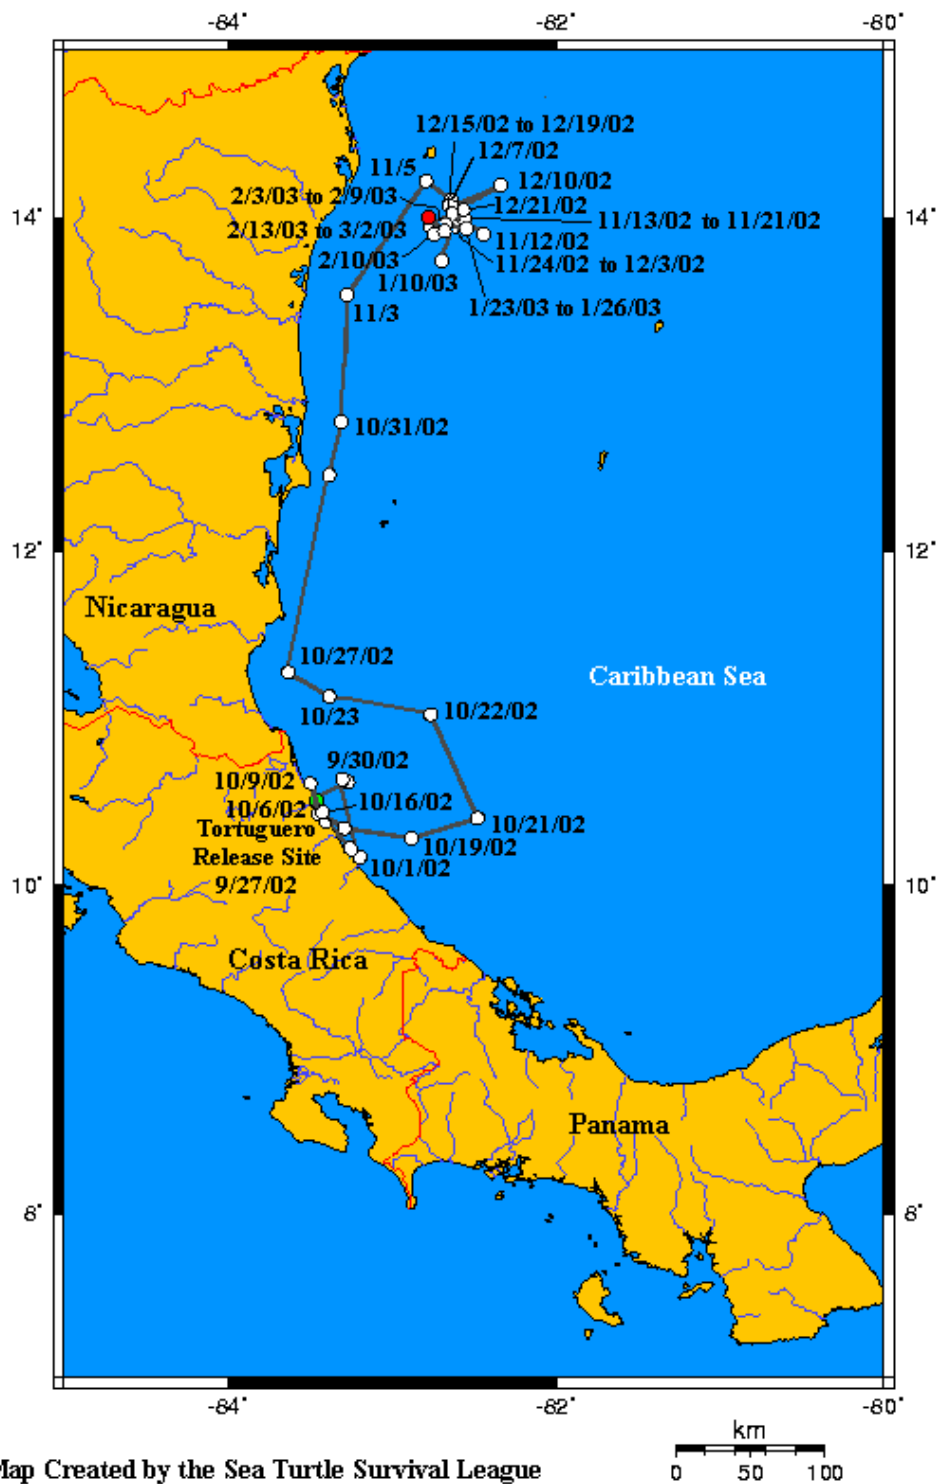 -84° -82° -80°
12/15/02 to 12/19/02
12/7/02
11/5
12/10/02
2/3/03 to 2/9/03
12/21/02
14° 14°
11/13/02 to 11/21/02
2/13/03 to 3/2/03
11/12/02
2/10/03
11/24/02 to 12/3/02
1/10/03
1/23/03 to 1/26/03
11/3
10/31/02
12° 12°
Nicaragua
10/27/02
Caribbean Sea
10/23
10/22/02
9/30/02
10/9/02
10/16/02
10/6/02
10/21/02
Tortuguero
10/19/02
Release Site
10/1/02
9/27/02
10° 10°
Costa Rica
Panama
8° 8°
-84° -82° -80°
km
Map Created by the Sea Turtle Survival League
0 50 100